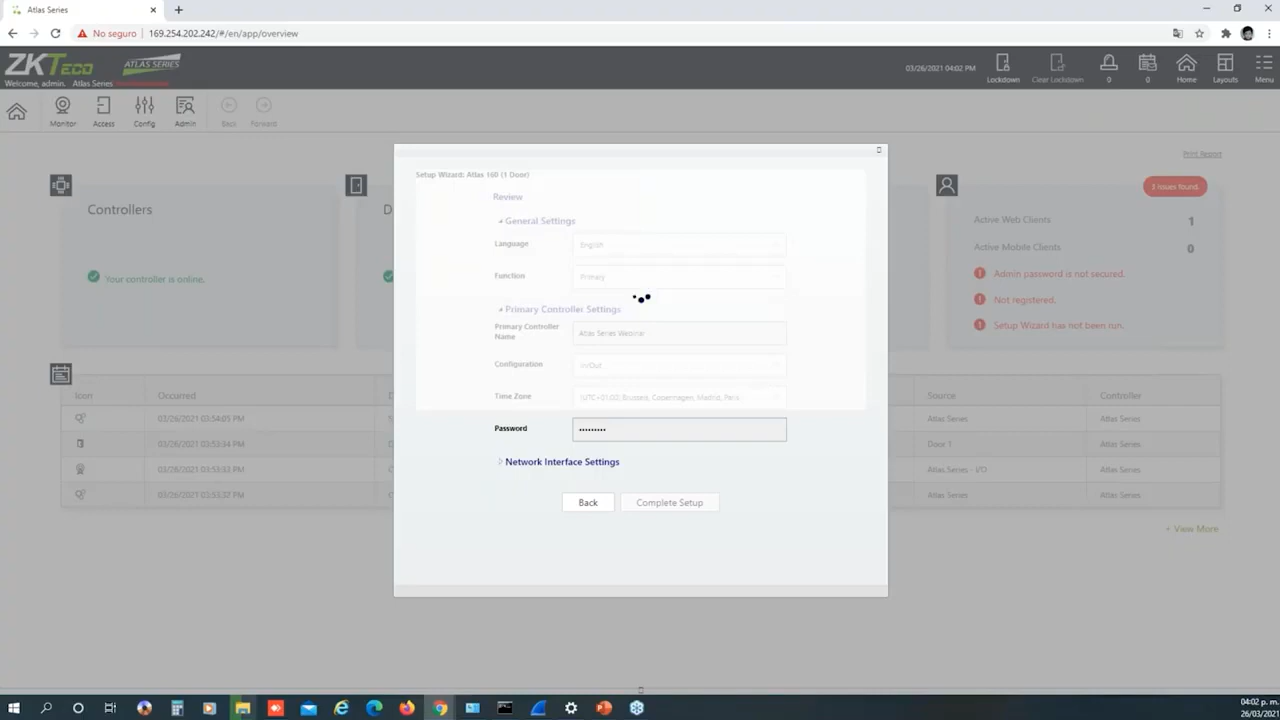 Atlas Series
No seguro
169.254.202.242/#/en/app/overview
ZKTeco
ATLAS SERIES
Welcome, admin. Atlas Series
03/26/2021 04:02 PM
Lockdown
Clear Lockdown
0
0
Home
Layouts
Menu
Monitor
Access
Config
Admin
Back
Forward
Print Report
Controllers
Your controller is online.
D
3 issues found.
Active Web Clients
1
Active Mobile Clients
0
Admin password is not secured.
Not registered.
Setup Wizard has not been run.
Setup Wizard: Atlas 160 (1 Door)
Review
General Settings
Language
English
Function
Primary
Primary Controller Settings
Primary Controller Name
Atlas Series Webinar
Configuration
In/Out
Time Zone
(UTC+01:00) Brussels, Copenhagen, Madrid, Paris
Password
•••••••••
Network Interface Settings
Back
Complete Setup
Icon
Occurred
D
Source
Controller
03/26/2021 03:54:05 PM
Atlas Series
Atlas Series
03/26/2021 03:53:34 PM
Door 1
Atlas Series
03/26/2021 03:53:33 PM
Atlas Series - I/O
Atlas Series
03/26/2021 03:53:32 PM
Atlas Series
Atlas Series
+ View More
04:02 p. m.
26/03/2021